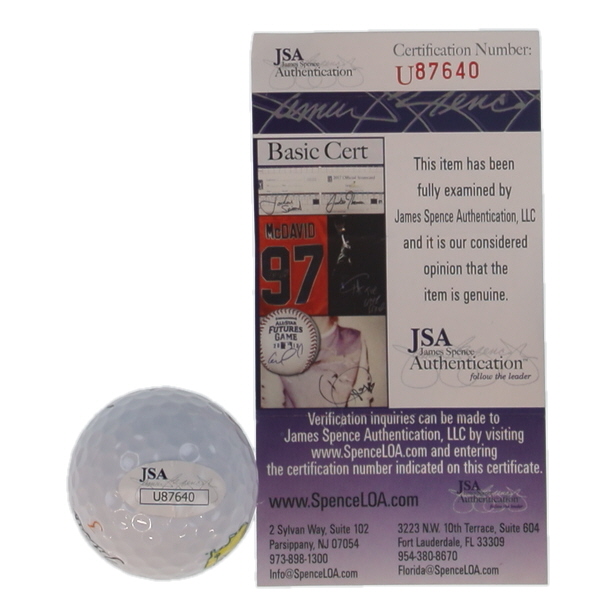 JSA
James Spence
Authentication
Certification Number:
U87640
Basic Cert
McDAVID
97
ALL-STAR
FUTURES
GAME
This item has been
fully examined by
James Spence Authentication, LLC
and it is our considered
opinion that the
item is genuine.
JSA
James Spence
Authentication
follow the leader
Verification inquiries can be made to
James Spence Authentication, LLC by visiting
www.SpenceLOA.com and entering
the certification number indicated on this certificate.
www.SpenceLOA.com
JSA
Authentication
follow the leader
2 Sylvan Way, Suite 102
Parsippany, NJ 07054
973-898-1300
Info@SpenceLOA.com
3223 N.W. 10th Terrace, Suite 604
Fort Lauderdale, FL 33309
954-380-8670
Florida@SpenceLOA.com
JSA
U87640